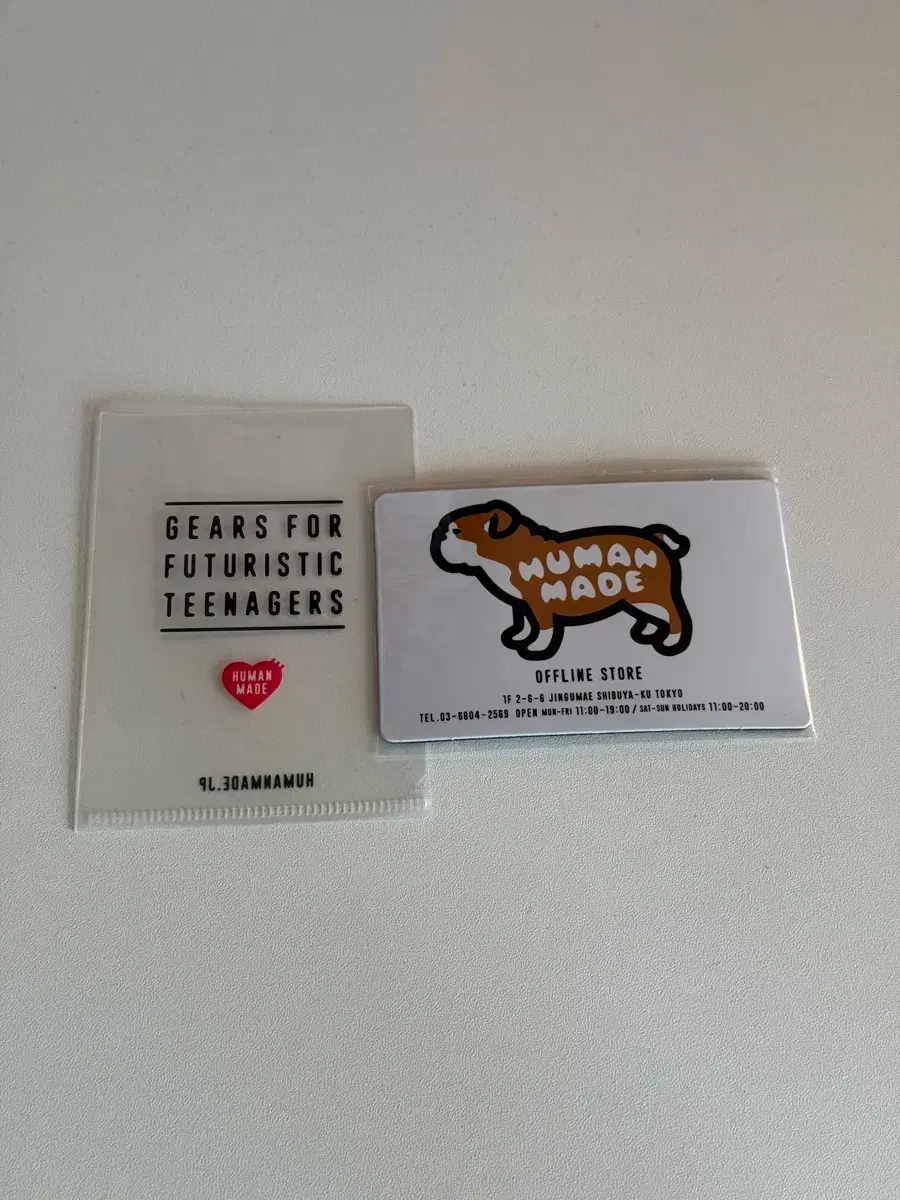 GEARS FOR
FUTURISTIC
TEENAGERS
HUMAN
MADE
HUMANMADE.JP
HUMAN
MADE
OFFLINE STORE
1F 2-6-6 JINGUMAE SHIBUYA-KU TOKYO
TEL.03-6804-2569 OPEN MON-FRI 11:00-19:00 / SAT-SUN HOLIDAYS 11:00-20:00